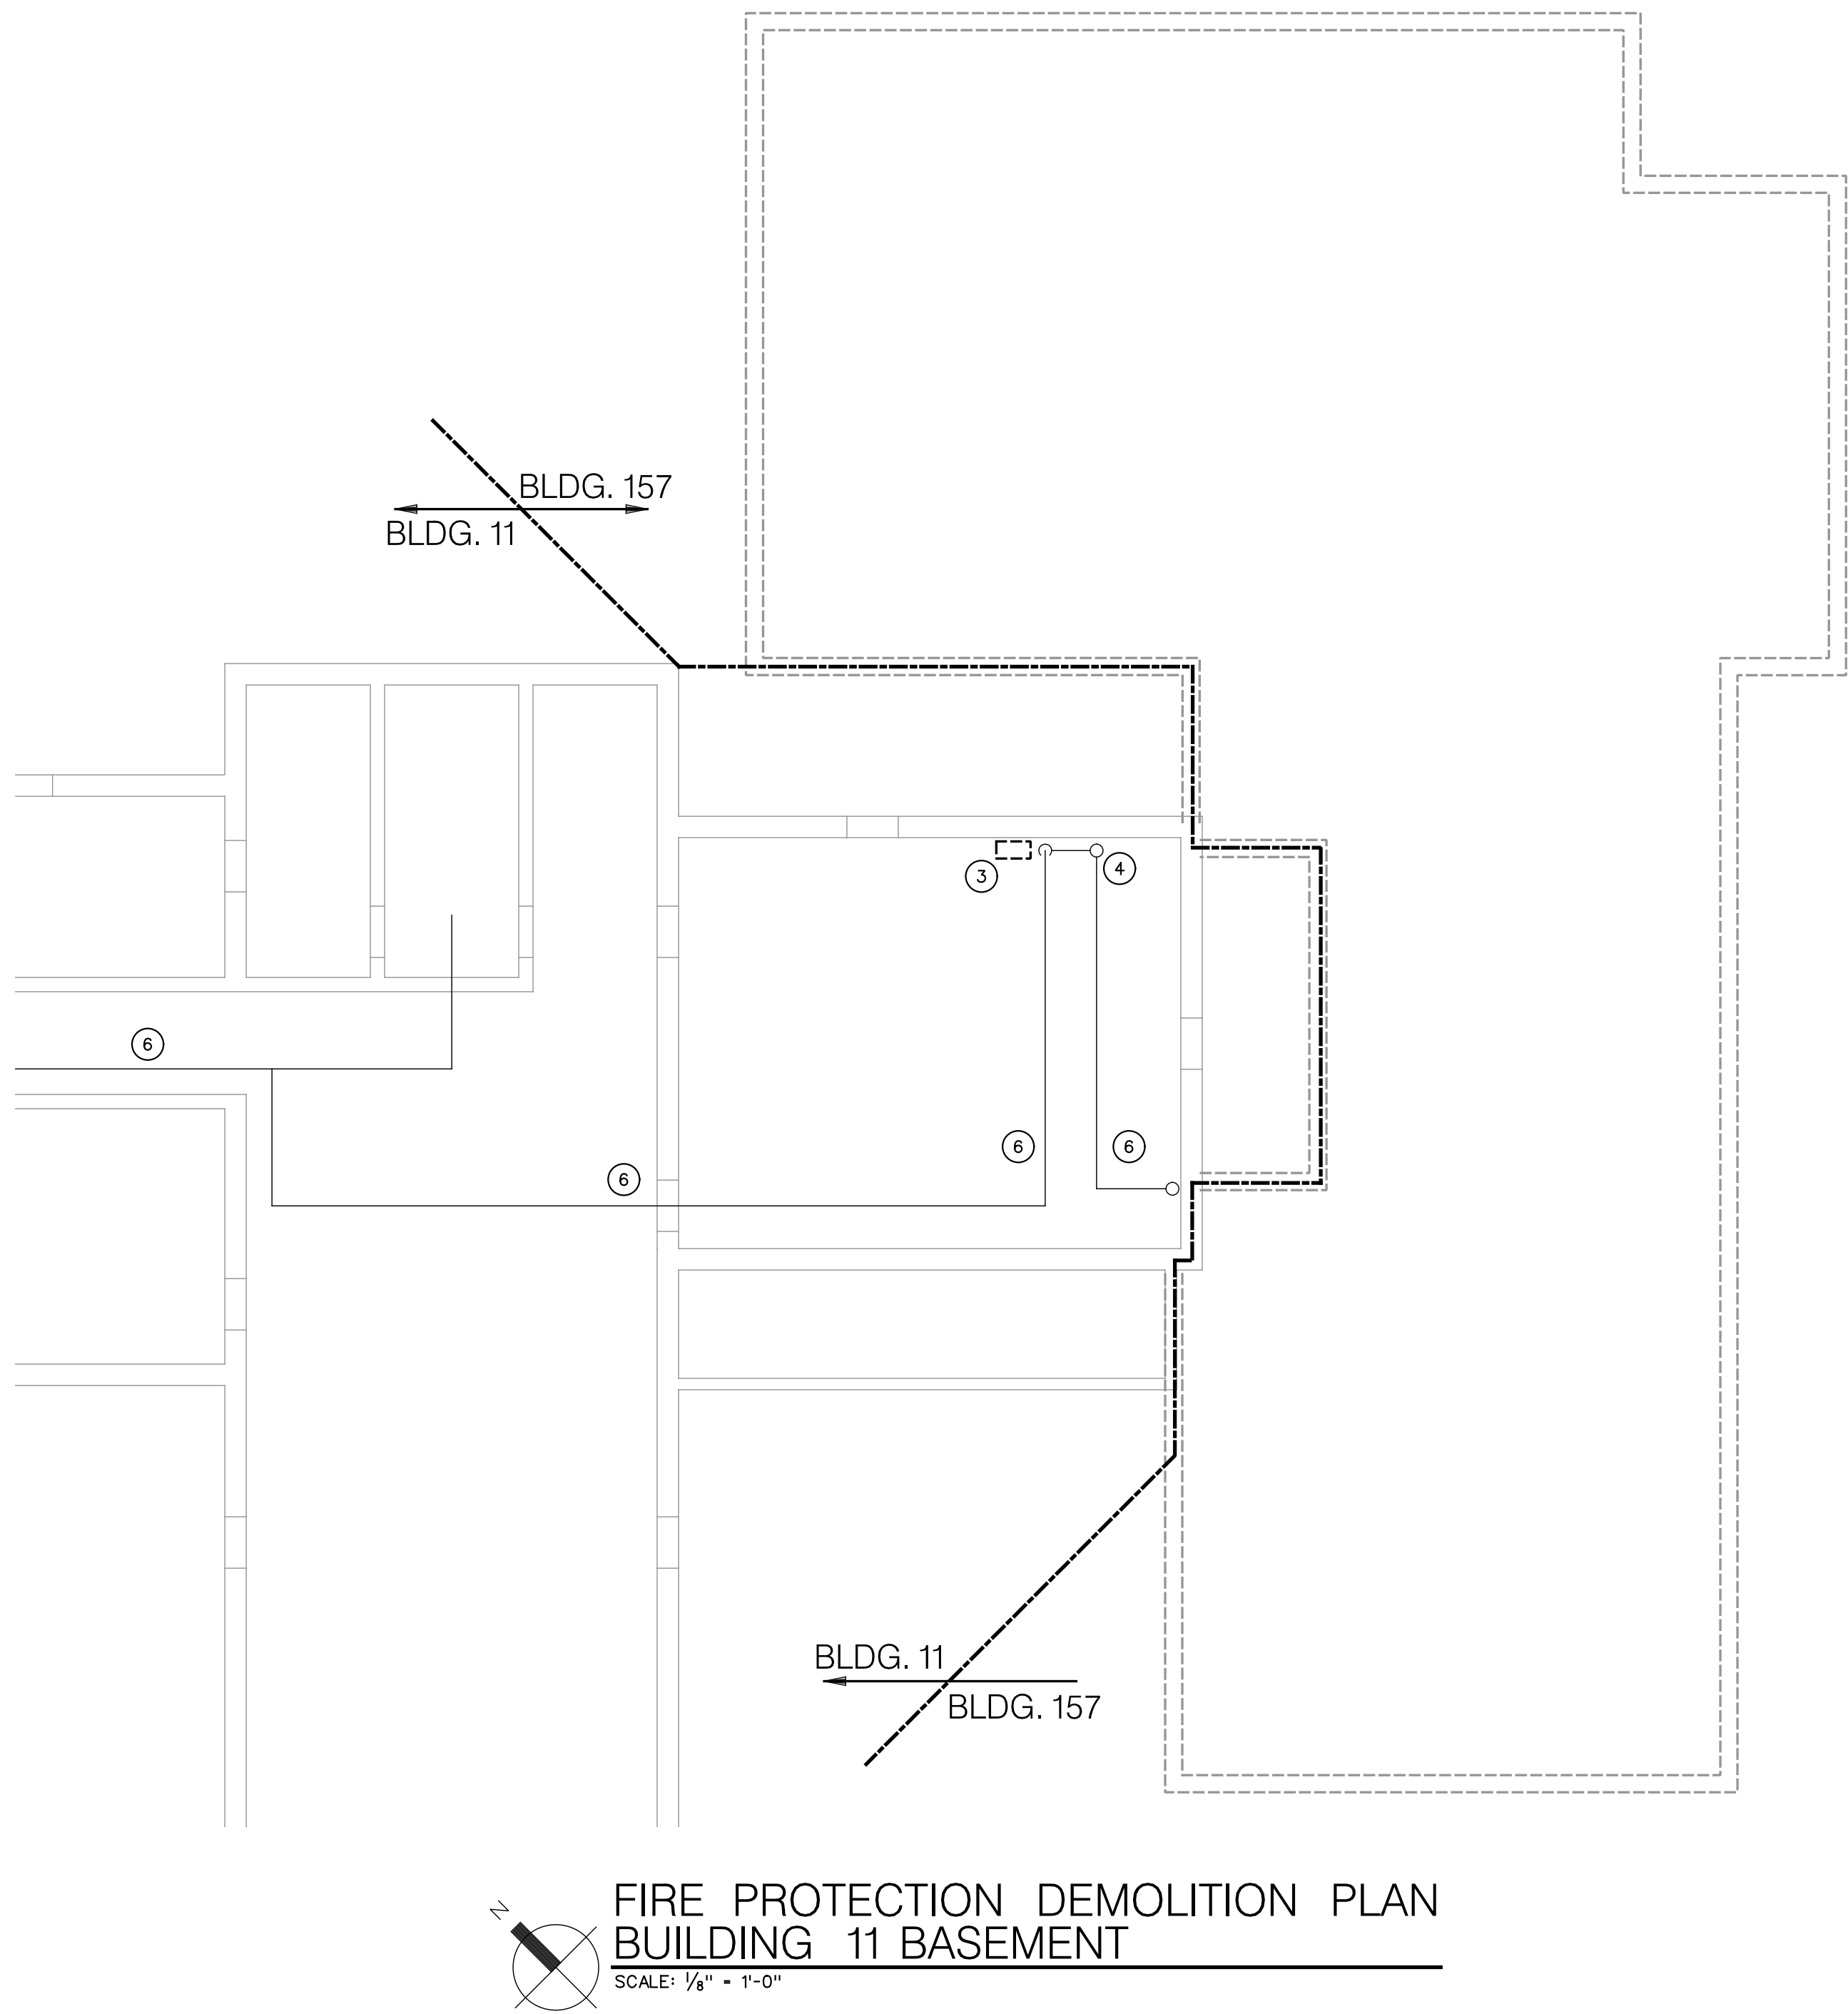 BLDG. 157
BLDG. 11
3
4
6
6
6
6
BLDG. 11
BLDG. 157
N
FIRE PROTECTION DEMOLITION PLAN
BUILDING 11 BASEMENT
SCALE: 1/8" = 1'-0"